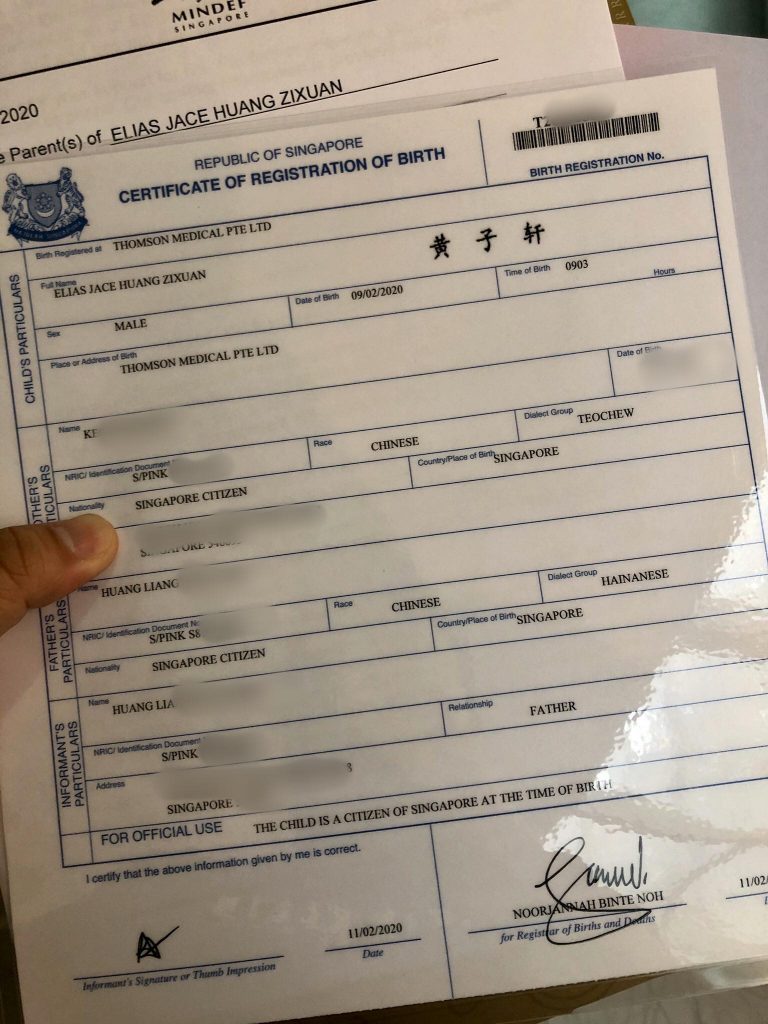 MINDEF
SINGAPORE
2020
Parent(s) of ELIAS JACE HUANG ZIXUAN
REPUBLIC OF SINGAPORE
CERTIFICATE OF REGISTRATION OF BIRTH
BIRTH REGISTRATION No.
Birth Registered at THOMSON MEDICAL PTE LTD
CHILD'S PARTICULARS
Full Name ELIAS JACE HUANG ZIXUAN 黄子轩
Sex MALE Date of Birth 09/02/2020 Time of Birth 0903 Hours
Place or Address of Birth THOMSON MEDICAL PTE LTD
Name Date of
NRIC/ Identification Document S/PINK Race CHINESE Dialect Group TEOCHEW
Nationality SINGAPORE CITIZEN Country/Place of Birth SINGAPORE
FATHER'S PARTICULARS
Name HUANG
NRIC/ Identification Document S/PINK Race CHINESE Dialect Group HAINANESE
Nationality SINGAPORE CITIZEN Country/Place of Birth SINGAPORE
INFORMANT'S PARTICULARS
Name HUANG Relationship FATHER
NRIC/ Identification Document S/PINK
Address
SINGAPORE
FOR OFFICIAL USE THE CHILD IS A CITIZEN OF SINGAPORE AT THE TIME OF BIRTH
I certify that the above information given by me is correct.
11/02/2020
Informant's Signature or Thumb Impression Date
NOORJANNAH BINTE NOH
for Registrar of Births and Deaths
11/02